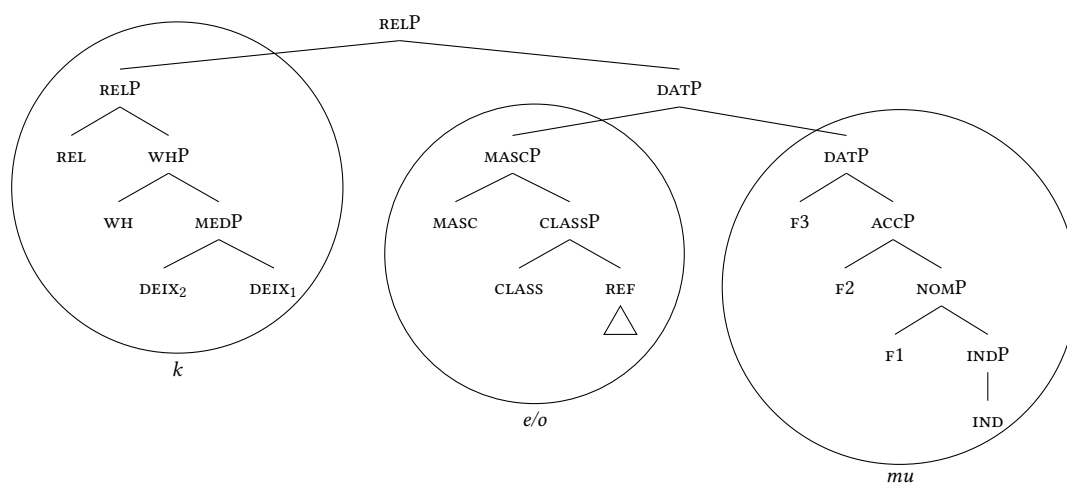 RELP
RELP DATP
REL WHP MASCP DATP
WH MEDP MASC CLASSP F3 ACCP
DEIX2 DEIX1 CLASS REF F2 NOMP
F1 INDP
k
IND
e/o
mu